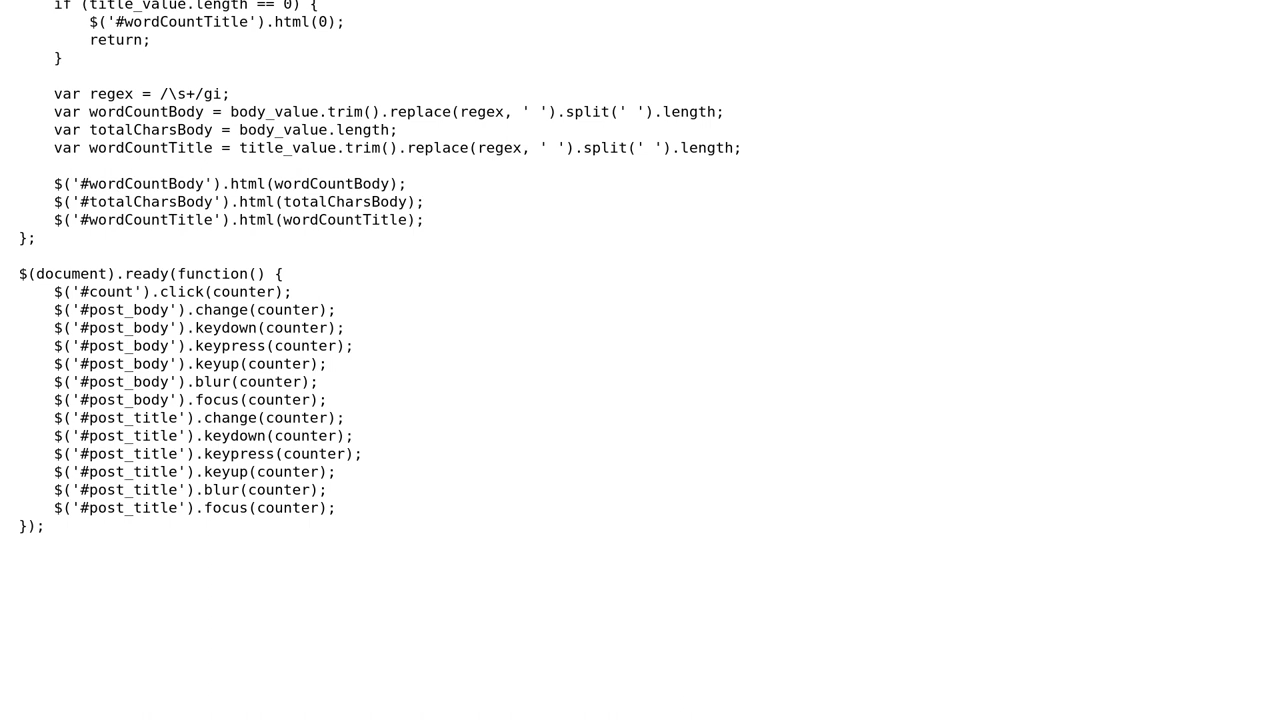 if (title_value.length == 0) {
        $('#wordCountTitle').html(0);
        return;
    }

    var regex = /\s+/gi;
    var wordCountBody = body_value.trim().replace(regex, ' ').split(' ').length;
    var totalCharsBody = body_value.length;
    var wordCountTitle = title_value.trim().replace(regex, ' ').split(' ').length;

    $('#wordCountBody').html(wordCountBody);
    $('#totalCharsBody').html(totalCharsBody);
    $('#wordCountTitle').html(wordCountTitle);
};

$(document).ready(function() {
    $('#count').click(counter);
    $('#post_body').change(counter);
    $('#post_body').keydown(counter);
    $('#post_body').keypress(counter);
    $('#post_body').keyup(counter);
    $('#post_body').blur(counter);
    $('#post_body').focus(counter);
    $('#post_title').change(counter);
    $('#post_title').keydown(counter);
    $('#post_title').keypress(counter);
    $('#post_title').keyup(counter);
    $('#post_title').blur(counter);
    $('#post_title').focus(counter);
});